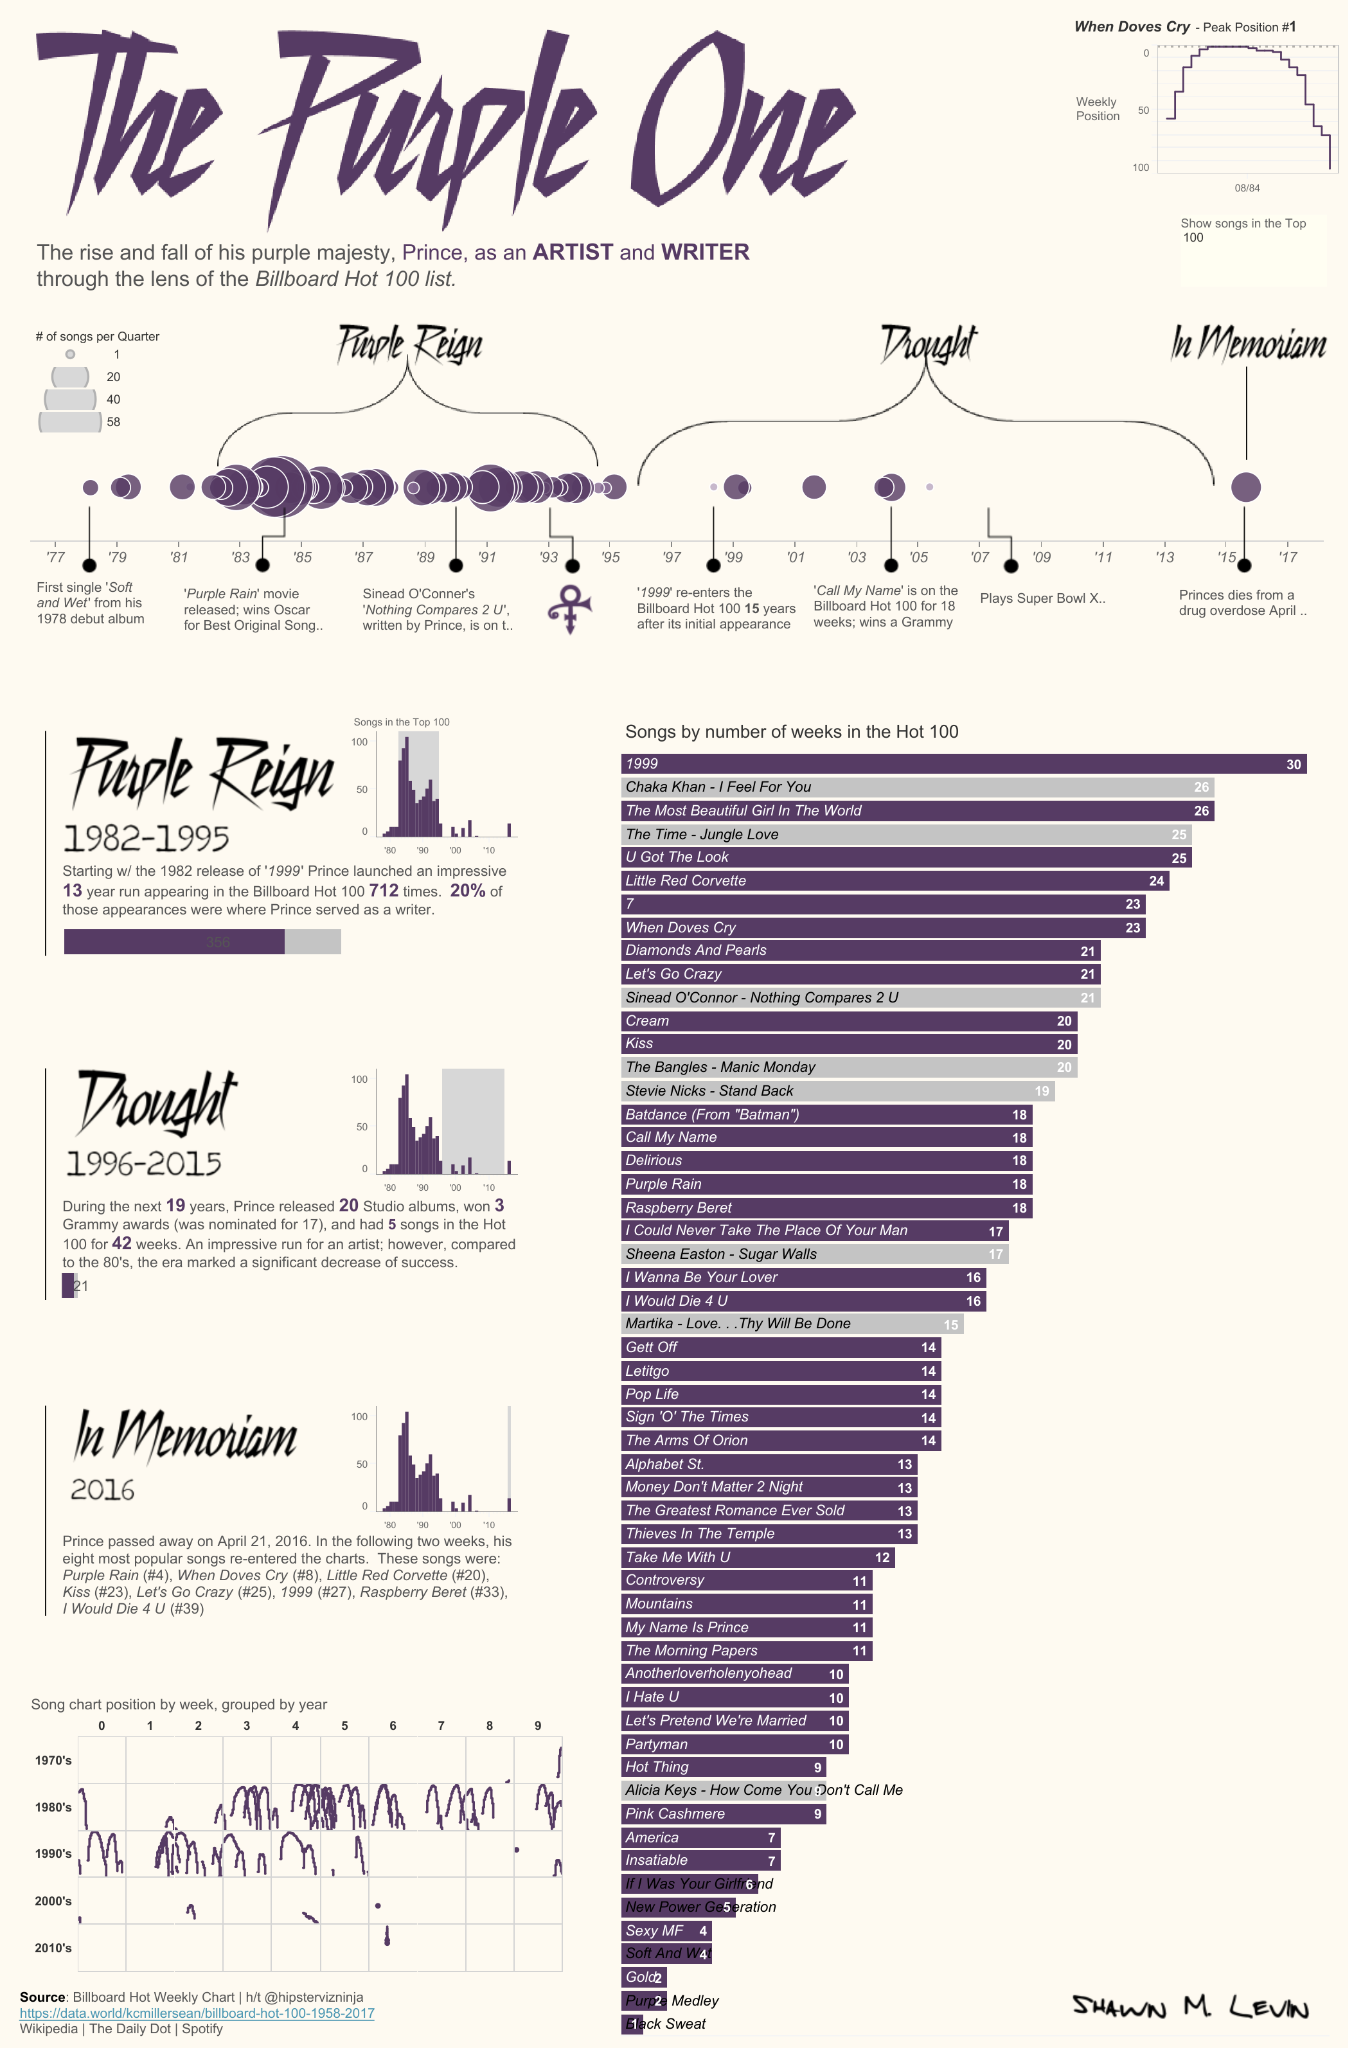 The Purple One
When Doves Cry - Peak Position #1
0
Weekly
Position
50
100
08/84
Show songs in the Top
100
The rise and fall of his purple majesty, Prince, as an ARTIST and WRITER
through the lens of the Billboard Hot 100 list.
# of songs per Quarter
1
20
40
58
Purple Reign
Drought
In Memoriam
'77 '79 '81 '83 '85 '87 '89 '91 '93 '95 '97 '99 '01 '03 '05 '07 '09 '11 '13 '15 '17
First single 'Soft
and Wet' from his
1978 debut album
'Purple Rain' movie
released; wins Oscar
for Best Original Song..
Sinead O'Conner's
'Nothing Compares 2 U',
written by Prince, is on t..
'1999' re-enters the
Billboard Hot 100 15 years
after its initial appearance
'Call My Name' is on the
Billboard Hot 100 for 18
weeks; wins a Grammy
Plays Super Bowl X..
Princes dies from a
drug overdose April ..
Purple Reign
1982-1995
Songs in the Top 100
100
50
0
'80 '90 '00 '10
Starting w/ the 1982 release of '1999' Prince launched an impressive
13 year run appearing in the Billboard Hot 100 712 times. 20% of
those appearances were where Prince served as a writer.
356
Drought
1996-2015
100
50
0
'80 '90 '00 '10
During the next 19 years, Prince released 20 Studio albums, won 3
Grammy awards (was nominated for 17), and had 5 songs in the Hot
100 for 42 weeks. An impressive run for an artist; however, compared
to the 80's, the era marked a significant decrease of success.
21
In Memoriam
2016
100
50
0
'80 '90 '00 '10
Prince passed away on April 21, 2016. In the following two weeks, his
eight most popular songs re-entered the charts. These songs were:
Purple Rain (#4), When Doves Cry (#8), Little Red Corvette (#20),
Kiss (#23), Let's Go Crazy (#25), 1999 (#27), Raspberry Beret (#33),
I Would Die 4 U (#39)
Song chart position by week, grouped by year
0 1 2 3 4 5 6 7 8 9
1970's
1980's
1990's
2000's
2010's
Source: Billboard Hot Weekly Chart | h/t @hipstervizninja
https://data.world/kcmillersean/billboard-hot-100-1958-2017
Wikipedia | The Daily Dot | Spotify
Songs by number of weeks in the Hot 100
1999 30
Chaka Khan - I Feel For You 26
The Most Beautiful Girl In The World 26
The Time - Jungle Love 25
U Got The Look 25
Little Red Corvette 24
7 23
When Doves Cry 23
Diamonds And Pearls 21
Let's Go Crazy 21
Sinead O'Connor - Nothing Compares 2 U 21
Cream 20
Kiss 20
The Bangles - Manic Monday 20
Stevie Nicks - Stand Back 19
Batdance (From "Batman") 18
Call My Name 18
Delirious 18
Purple Rain 18
Raspberry Beret 18
I Could Never Take The Place Of Your Man 17
Sheena Easton - Sugar Walls 17
I Wanna Be Your Lover 16
I Would Die 4 U 16
Martika - Love. . .Thy Will Be Done 15
Gett Off 14
Letitgo 14
Pop Life 14
Sign 'O' The Times 14
The Arms Of Orion 14
Alphabet St. 13
Money Don't Matter 2 Night 13
The Greatest Romance Ever Sold 13
Thieves In The Temple 13
Take Me With U 12
Controversy 11
Mountains 11
My Name Is Prince 11
The Morning Papers 11
Anotherloverholenyohead 10
I Hate U 10
Let's Pretend We're Married 10
Partyman 10
Hot Thing 9
Alicia Keys - How Come You Don't Call Me 9
Pink Cashmere 9
America 7
Insatiable 7
If I Was Your Girlfriend 6
New Power Generation 5
Sexy MF 4
Soft And Wet 4
Gold 2
Purple Medley 2
Black Sweat 1
SHAWN M. LEVIN